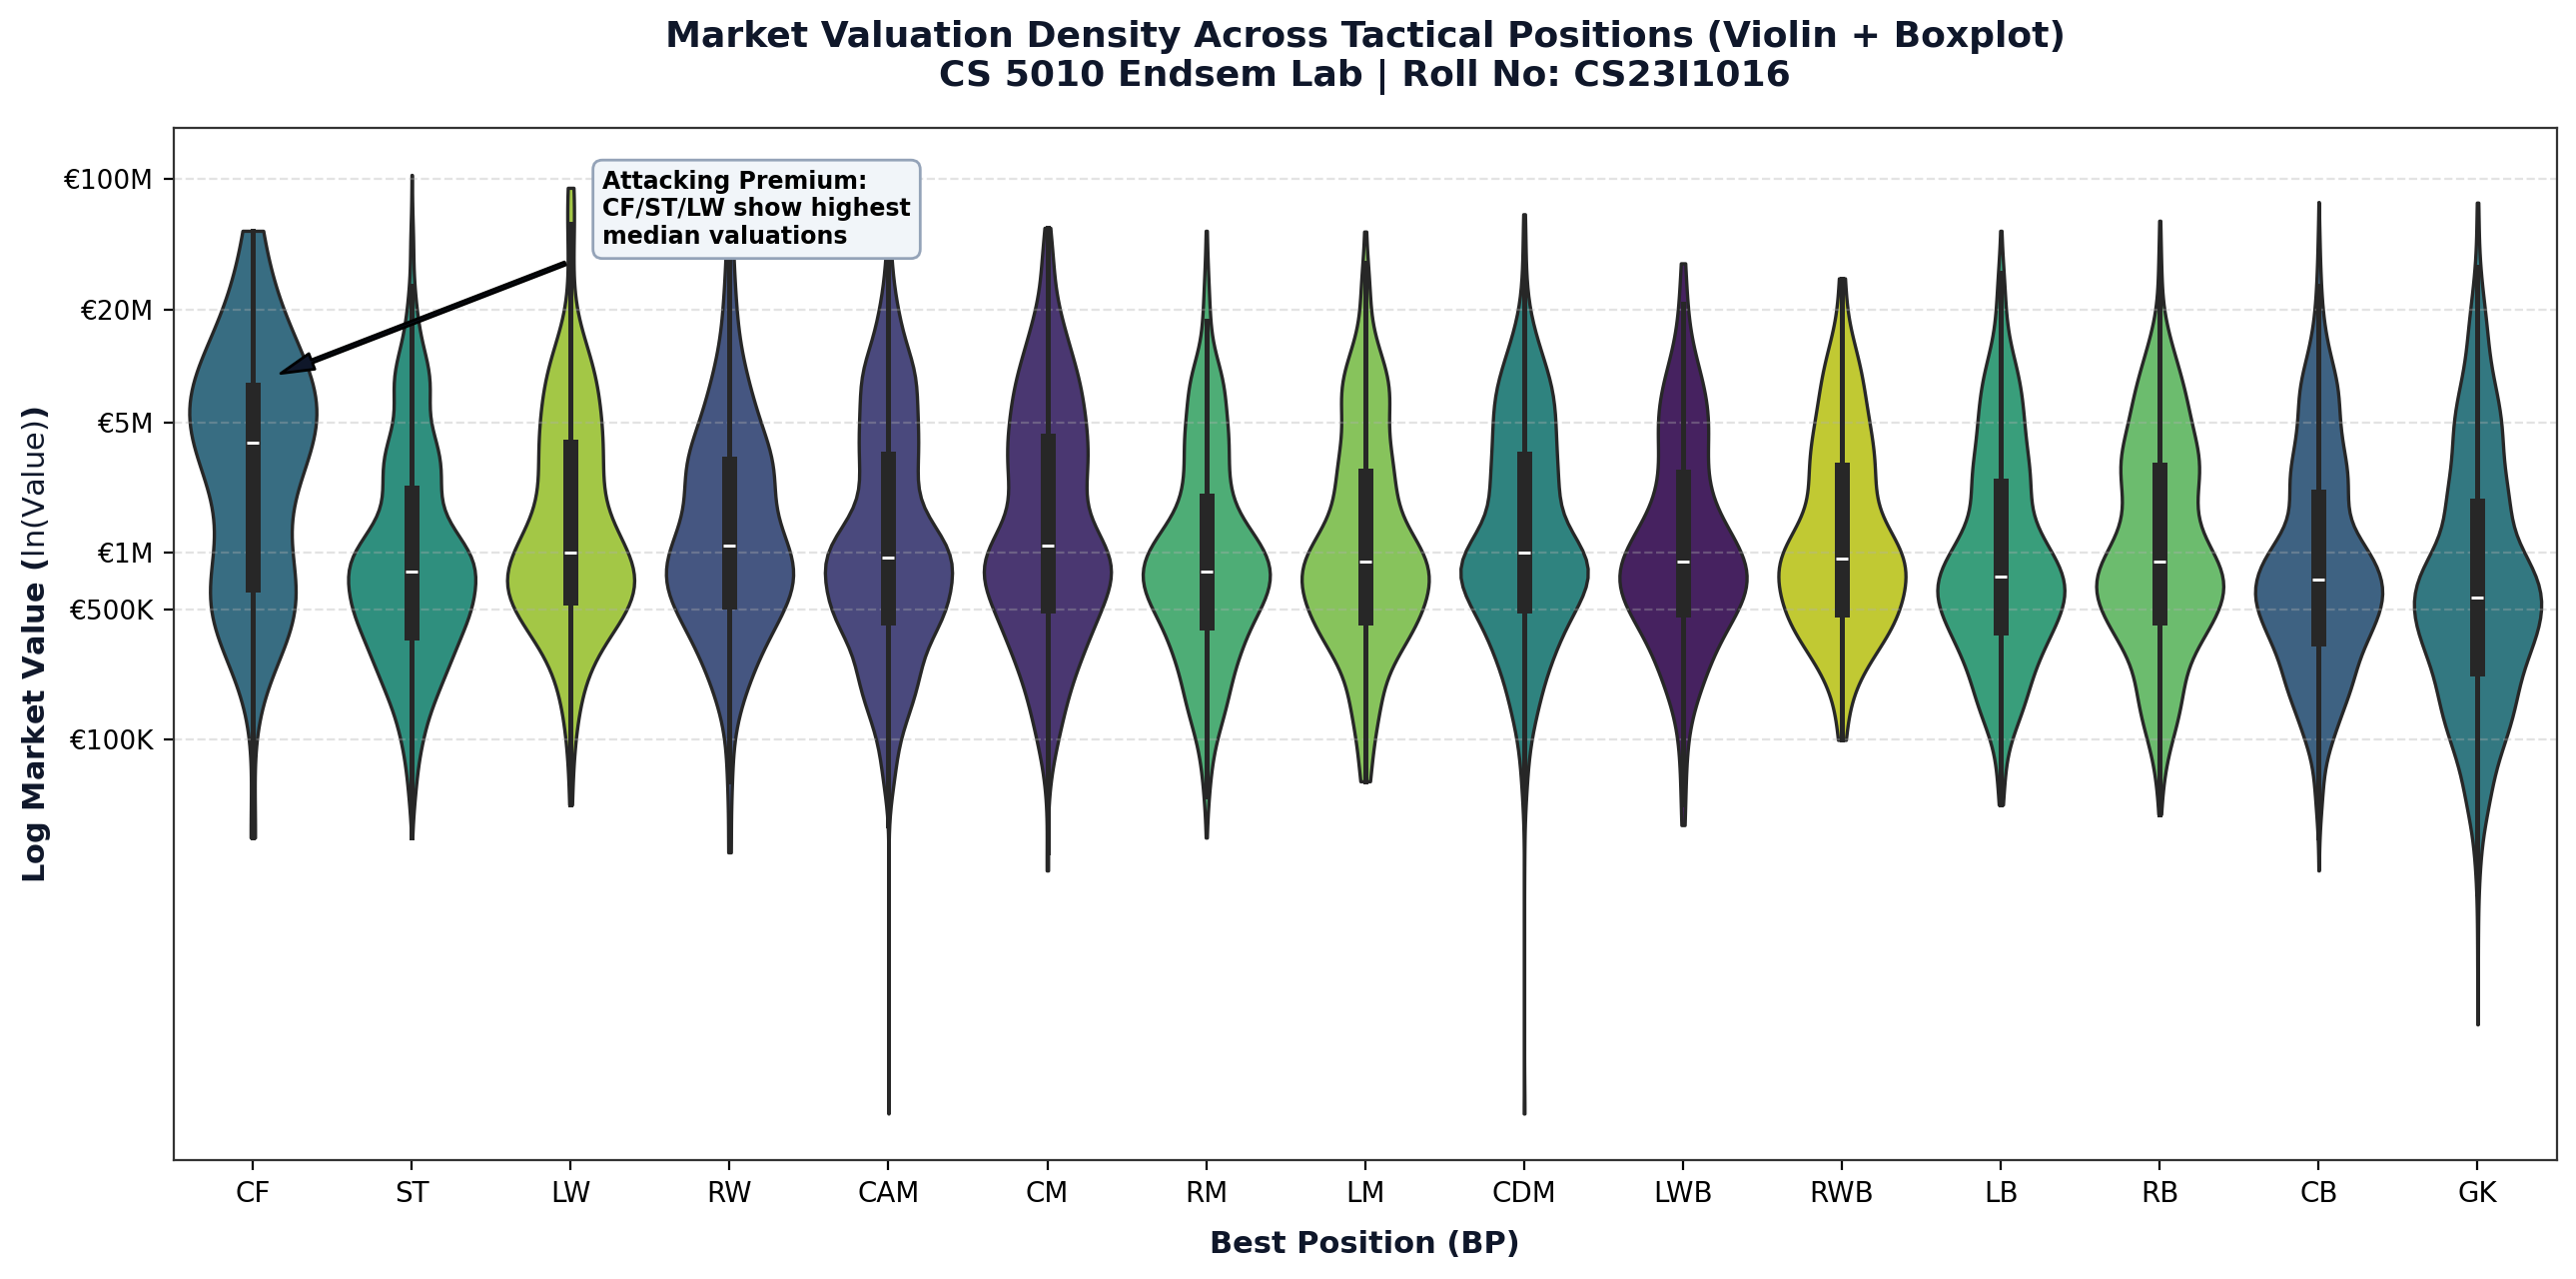 Market Valuation Density Across Tactical Positions (Violin + Boxplot)
CS 5010 Endsem Lab | Roll No: CS23I1016
Attacking Premium:
CF/ST/LW show highest
median valuations
Log Market Value (ln(Value))
€100M
€20M
€5M
€1M
€500K
€100K
CF ST LW RW CAM CM RM LM CDM LWB RWB LB RB CB GK
Best Position (BP)